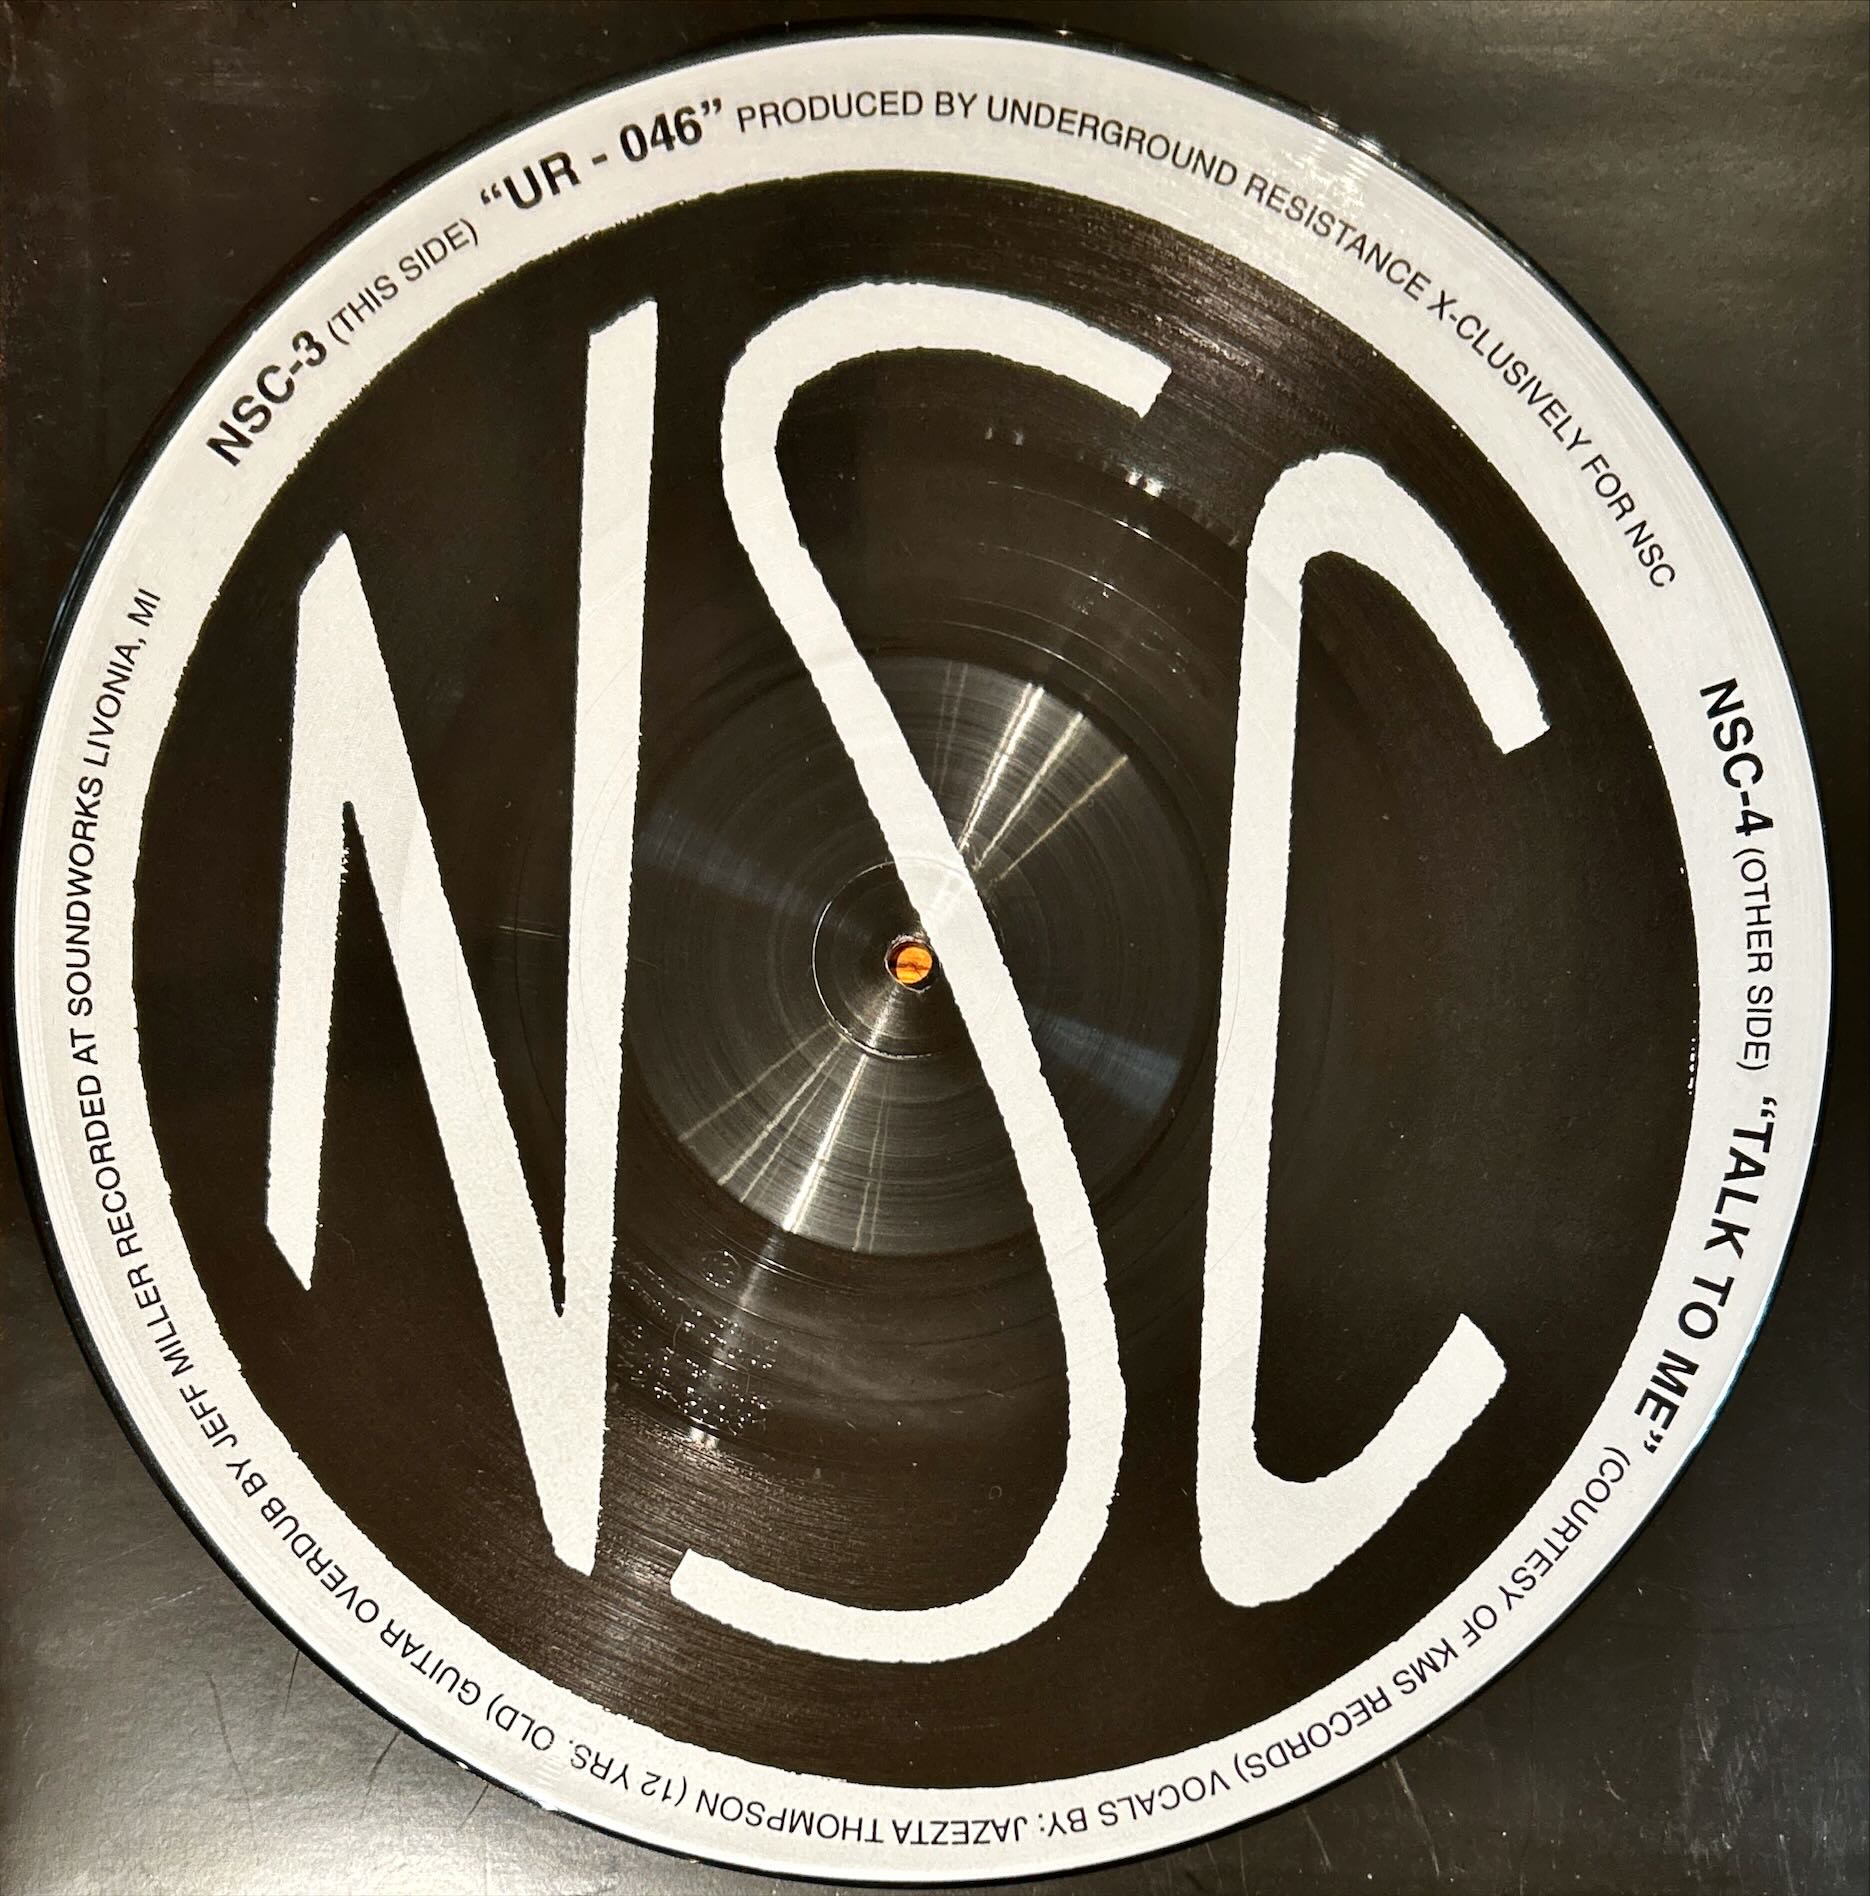 NSC-3 (THIS SIDE) “UR - 046” PRODUCED BY UNDERGROUND RESISTANCE X-CLUSIVELY FOR NSC
NSC-4 (OTHER SIDE) “TALK TO ME” (COURTESY OF KMS RECORDS) VOCALS BY: JAZEZTA THOMPSON (12 YRS. OLD) GUITAR OVERDUB BY JEFF MILLER RECORDED AT SOUNDWORKS LIVONIA, MI
NSC